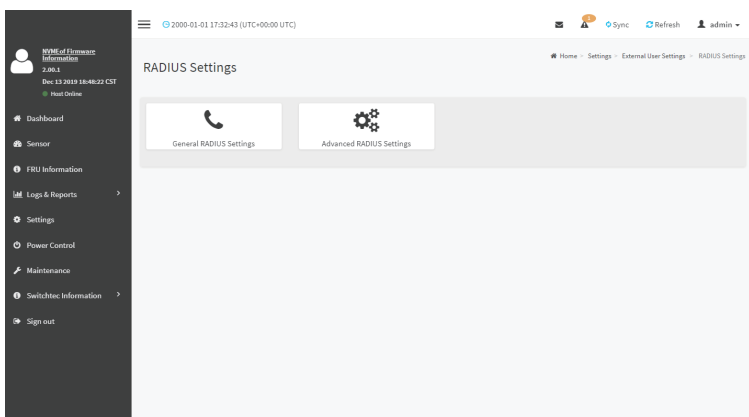 2000-01-01 17:32:43 (UTC+00:00 UTC)
Sync
Refresh
admin
NVMEof Firmware
Information
2.00.1
Dec 13 2019 18:48:22 CST
Host Online
Dashboard
Sensor
FRU Information
Logs & Reports
Settings
Power Control
Maintenance
Switchtec Information
Sign out
RADIUS Settings
Home > Settings > External User Settings > RADIUS Settings
General RADIUS Settings
Advanced RADIUS Settings